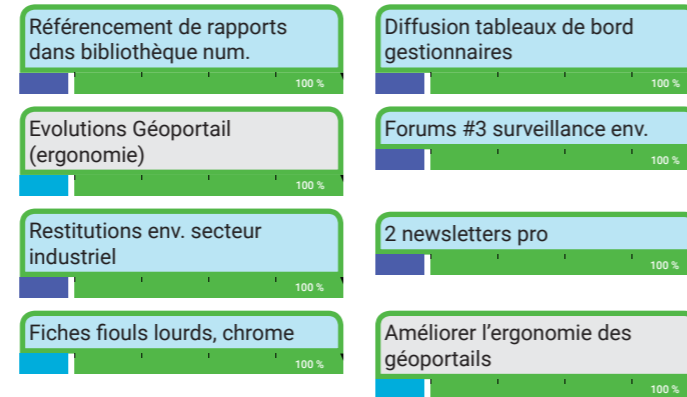 Référencement de rapports
dans bibliothèque num.
100 %
Evolutions Géoportail
(ergonomie)
100 %
Restitutions env. secteur
industriel
100 %
Fiches fiouls lourds, chrome
100 %
Diffusion tableaux de bord
gestionnaires
100 %
Forums #3 surveillance env.
100 %
2 newsletters pro
100 %
Améliorer l’ergonomie des
géoportails
100 %